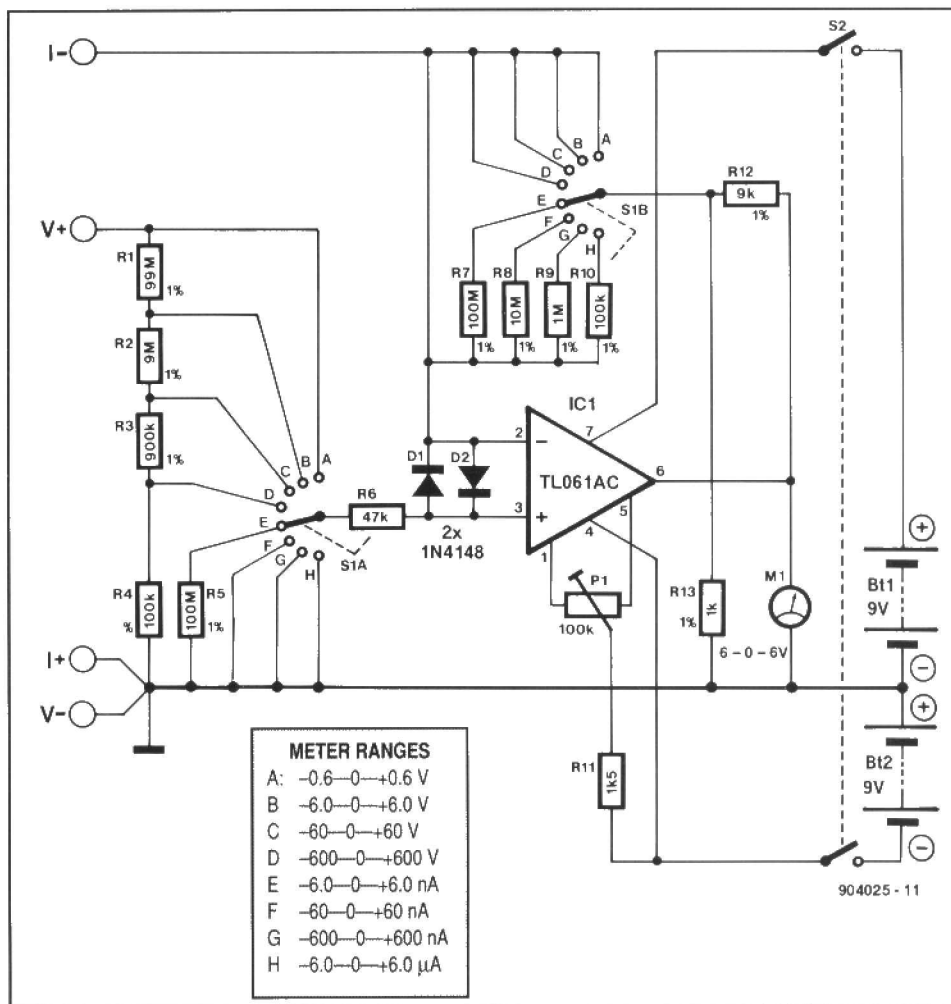 I-
S2
A
B
C
D
E
F
G
H
S1B
R12
9k
1%
V+
R1
99M
1%
R7
100M
1%
R8
10M
1%
R9
1M
1%
R10
100k
1%
R2
9M
1%
R3
900k
1%
IC1
2
−
7
TL061AC
6
3
+
5
4
1
D1
D2
2x
1N4148
A
B
C
D
E
F
G
H
S1A
R6
47k
P1
100k
R13
1k
1%
M1
6 – 0 – 6V
+
Bt1
9V
−
R4
100k
%
R5
100M
1%
I+
V-
+
Bt2
9V
−
R11
1k5
904025 - 11
METER RANGES
A: –0.6—0—+0.6 V
B –6.0—0—+6.0 V
C –60—0—+60 V
D –600—0—+600 V
E –6.0—0—+6.0 nA
F –60—0—+60 nA
G –600—0—+600 nA
H –6.0—0—+6.0 µA